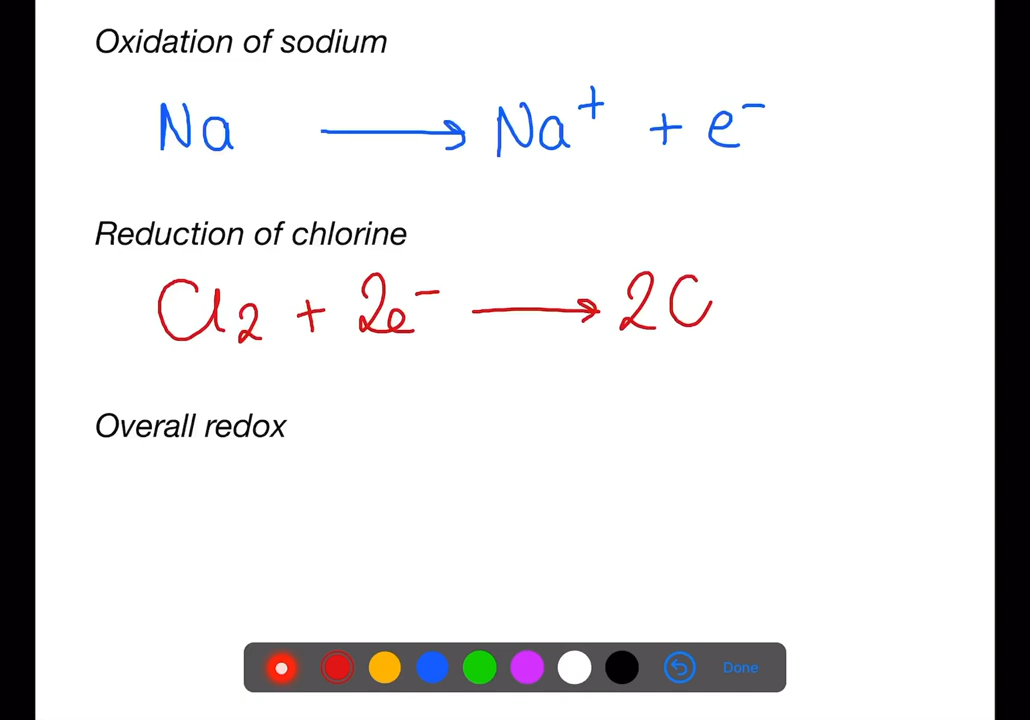 Oxidation of sodium
Na ⟶ Na⁺ + e⁻
Reduction of chlorine
Cl₂ + 2e⁻ ⟶ 2C
Overall redox
Done